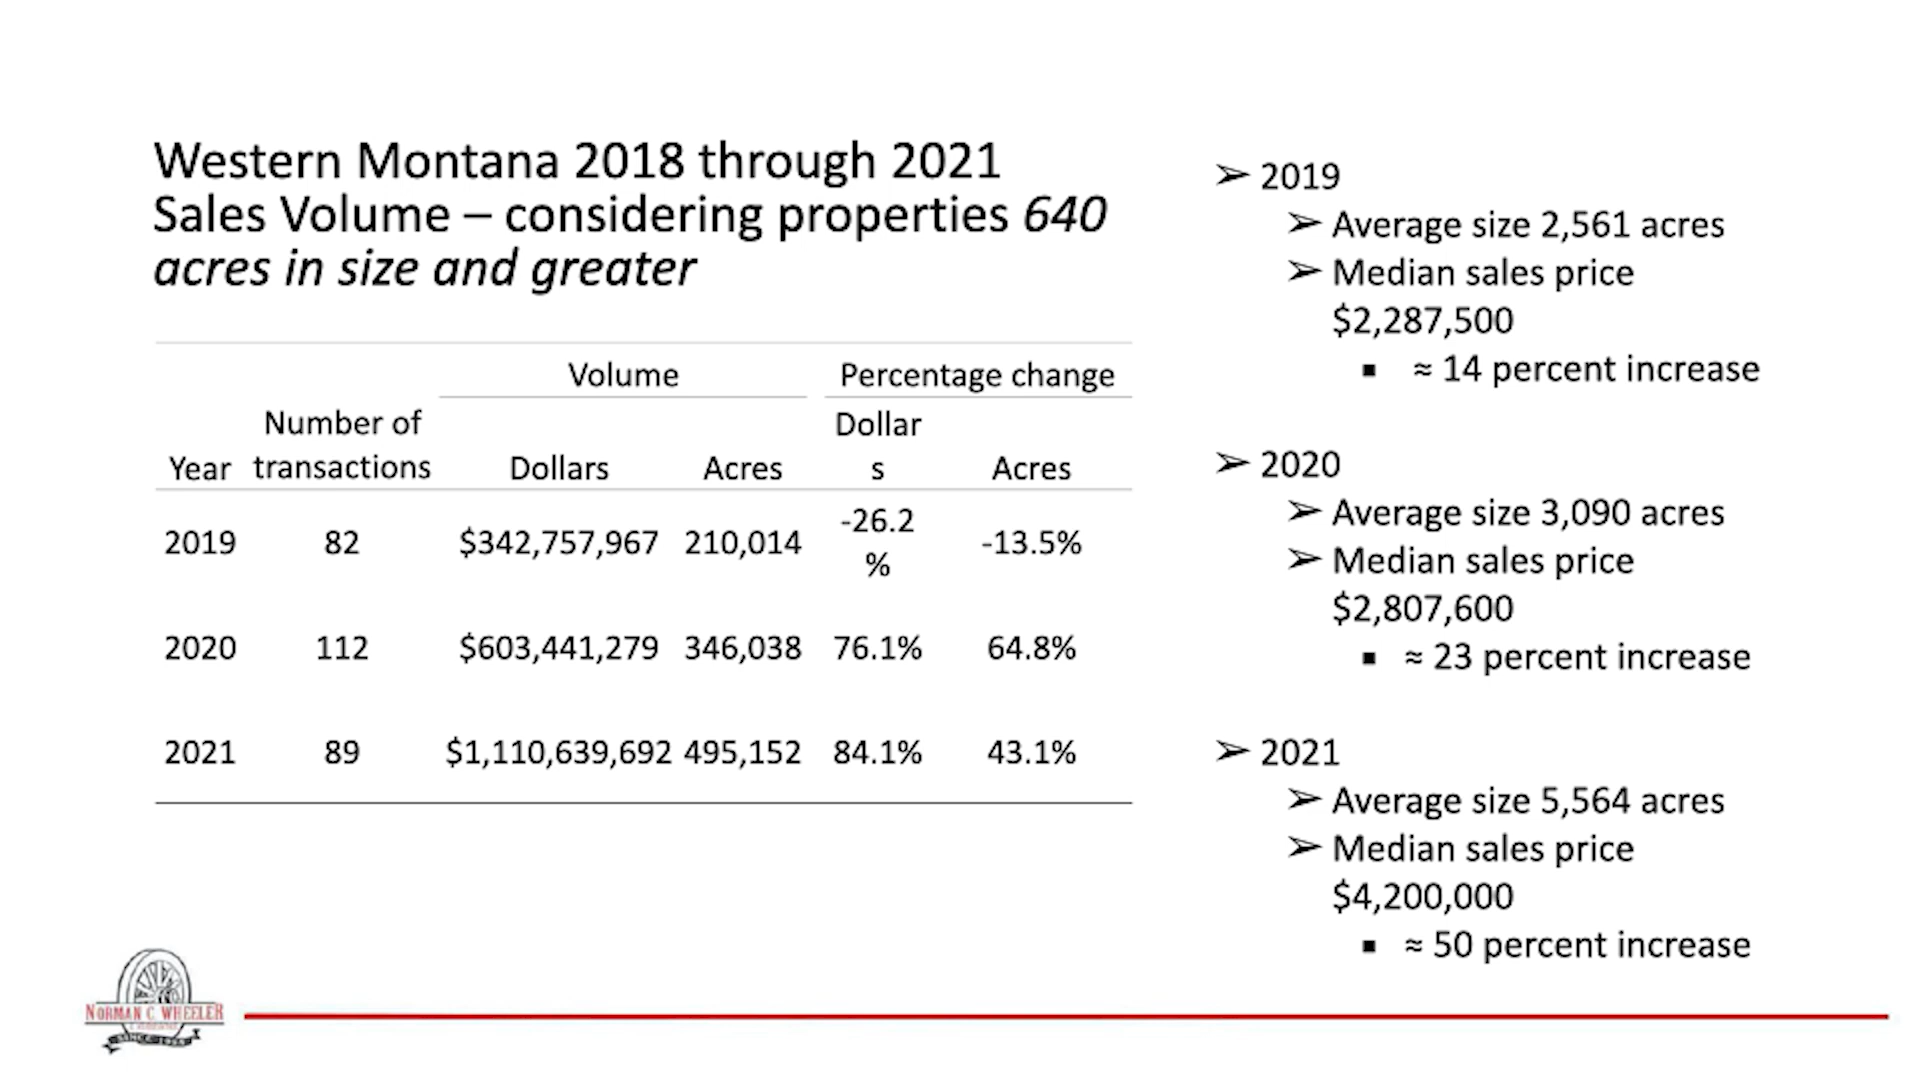 Western Montana 2018 through 2021
Sales Volume – considering properties 640
acres in size and greater
Volume Percentage change
Number of Dollar
Year transactions Dollars Acres s Acres
-26.2
2019 82 $342,757,967 210,014 -13.5%
%
2020 112 $603,441,279 346,038 76.1% 64.8%
2021 89 $1,110,639,692 495,152 84.1% 43.1%
➢ 2019
➢ Average size 2,561 acres
➢ Median sales price
$2,287,500
▪ ≈ 14 percent increase
➢ 2020
➢ Average size 3,090 acres
➢ Median sales price
$2,807,600
▪ ≈ 23 percent increase
➢ 2021
➢ Average size 5,564 acres
➢ Median sales price
$4,200,000
▪ ≈ 50 percent increase
NORMAN C. WHEELER